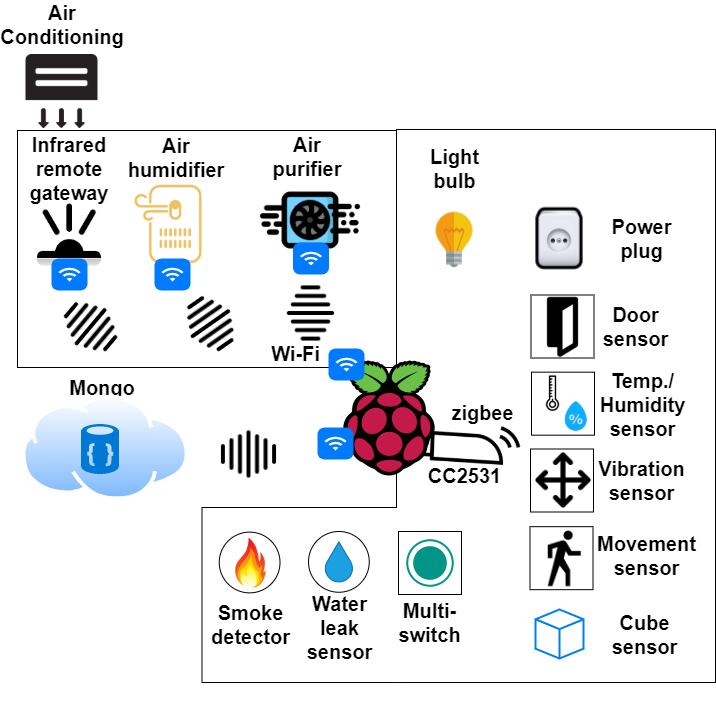 Air
Conditioning
Infrared
remote
gateway
Air
humidifier
Air
purifier
Light
bulb
Power
plug
Door
sensor
Wi-Fi
Temp./
Humidity
sensor
%
Mongo
{ }
zigbee
CC2531
Vibration
sensor
Movement
sensor
Smoke
detector
Water
leak
sensor
Multi-
switch
Cube
sensor